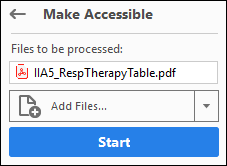 Make Accessible
Files to be processed:
IIA5_RespTherapyTable.pdf
Add Files...
Start